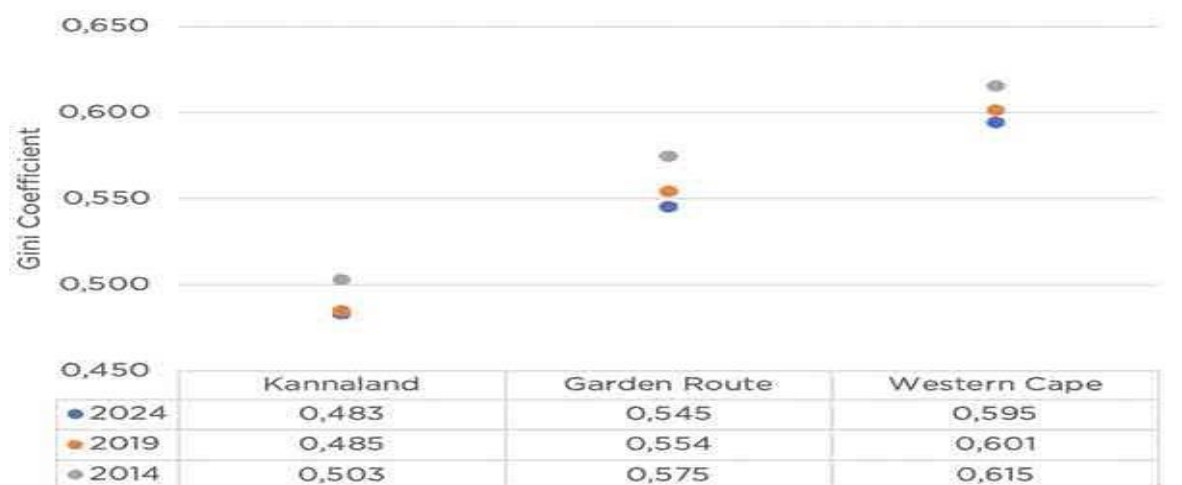 0,650
0,600
0,550
0,500
0,450
Gini Coefficient
Kannaland Garden Route Western Cape
2024 0,483 0,545 0,595
2019 0,485 0,554 0,601
2014 0,503 0,575 0,615